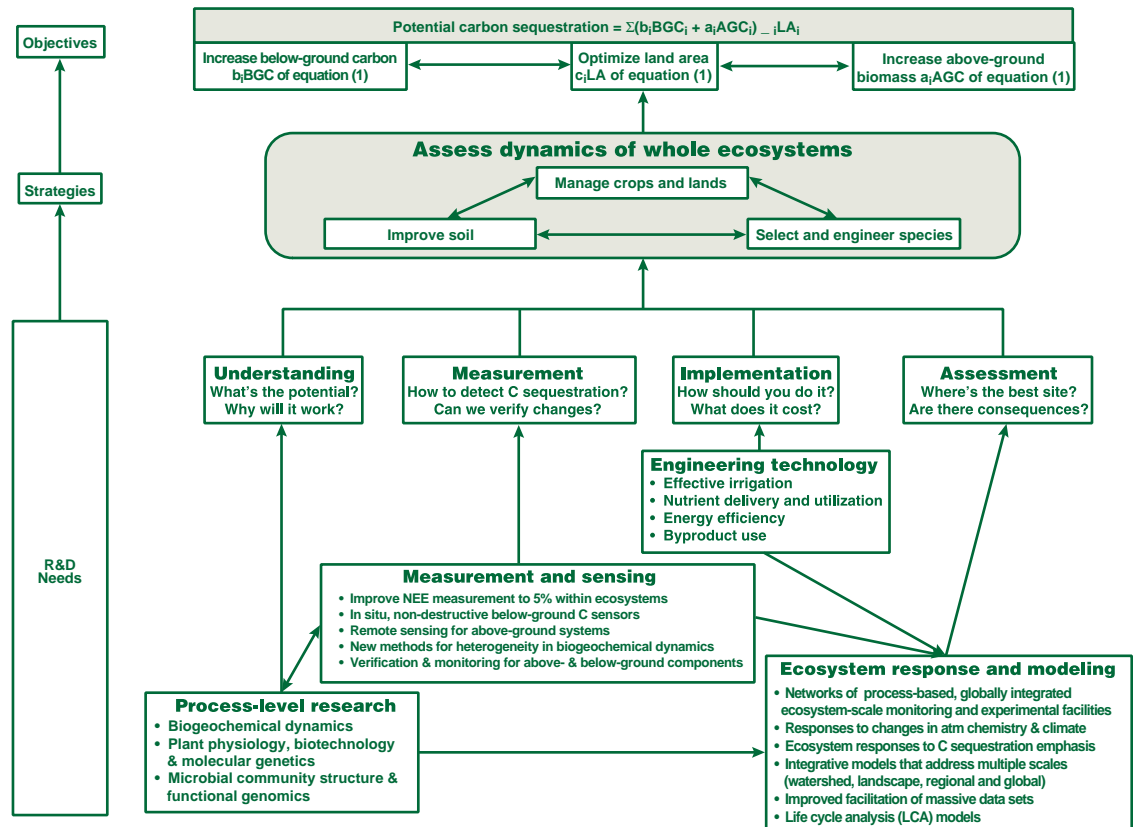 Objectives
Potential carbon sequestration = Σ(bᵢBGCᵢ + aᵢAGCᵢ) _ ᵢLAᵢ
Increase below-ground carbon
bᵢBGC of equation (1)
Optimize land area
cᵢLA of equation (1)
Increase above-ground
biomass aᵢAGC of equation (1)
Strategies
Assess dynamics of whole ecosystems
Manage crops and lands
Improve soil
Select and engineer species
R&D
Needs
Understanding
What's the potential?
Why will it work?
Measurement
How to detect C sequestration?
Can we verify changes?
Implementation
How should you do it?
What does it cost?
Assessment
Where's the best site?
Are there consequences?
Engineering technology
• Effective irrigation
• Nutrient delivery and utilization
• Energy efficiency
• Byproduct use
Measurement and sensing
• Improve NEE measurement to 5% within ecosystems
• In situ, non-destructive below-ground C sensors
• Remote sensing for above-ground systems
• New methods for heterogeneity in biogeochemical dynamics
• Verification & monitoring for above- & below-ground components
Process-level research
• Biogeochemical dynamics
• Plant physiology, biotechnology
& molecular genetics
• Microbial community structure &
functional genomics
Ecosystem response and modeling
• Networks of process-based, globally integrated
ecosystem-scale monitoring and experimental facilities
• Responses to changes in atm chemistry & climate
• Ecosystem responses to C sequestration emphasis
• Integrative models that address multiple scales
(watershed, landscape, regional and global)
• Improved facilitation of massive data sets
• Life cycle analysis (LCA) models